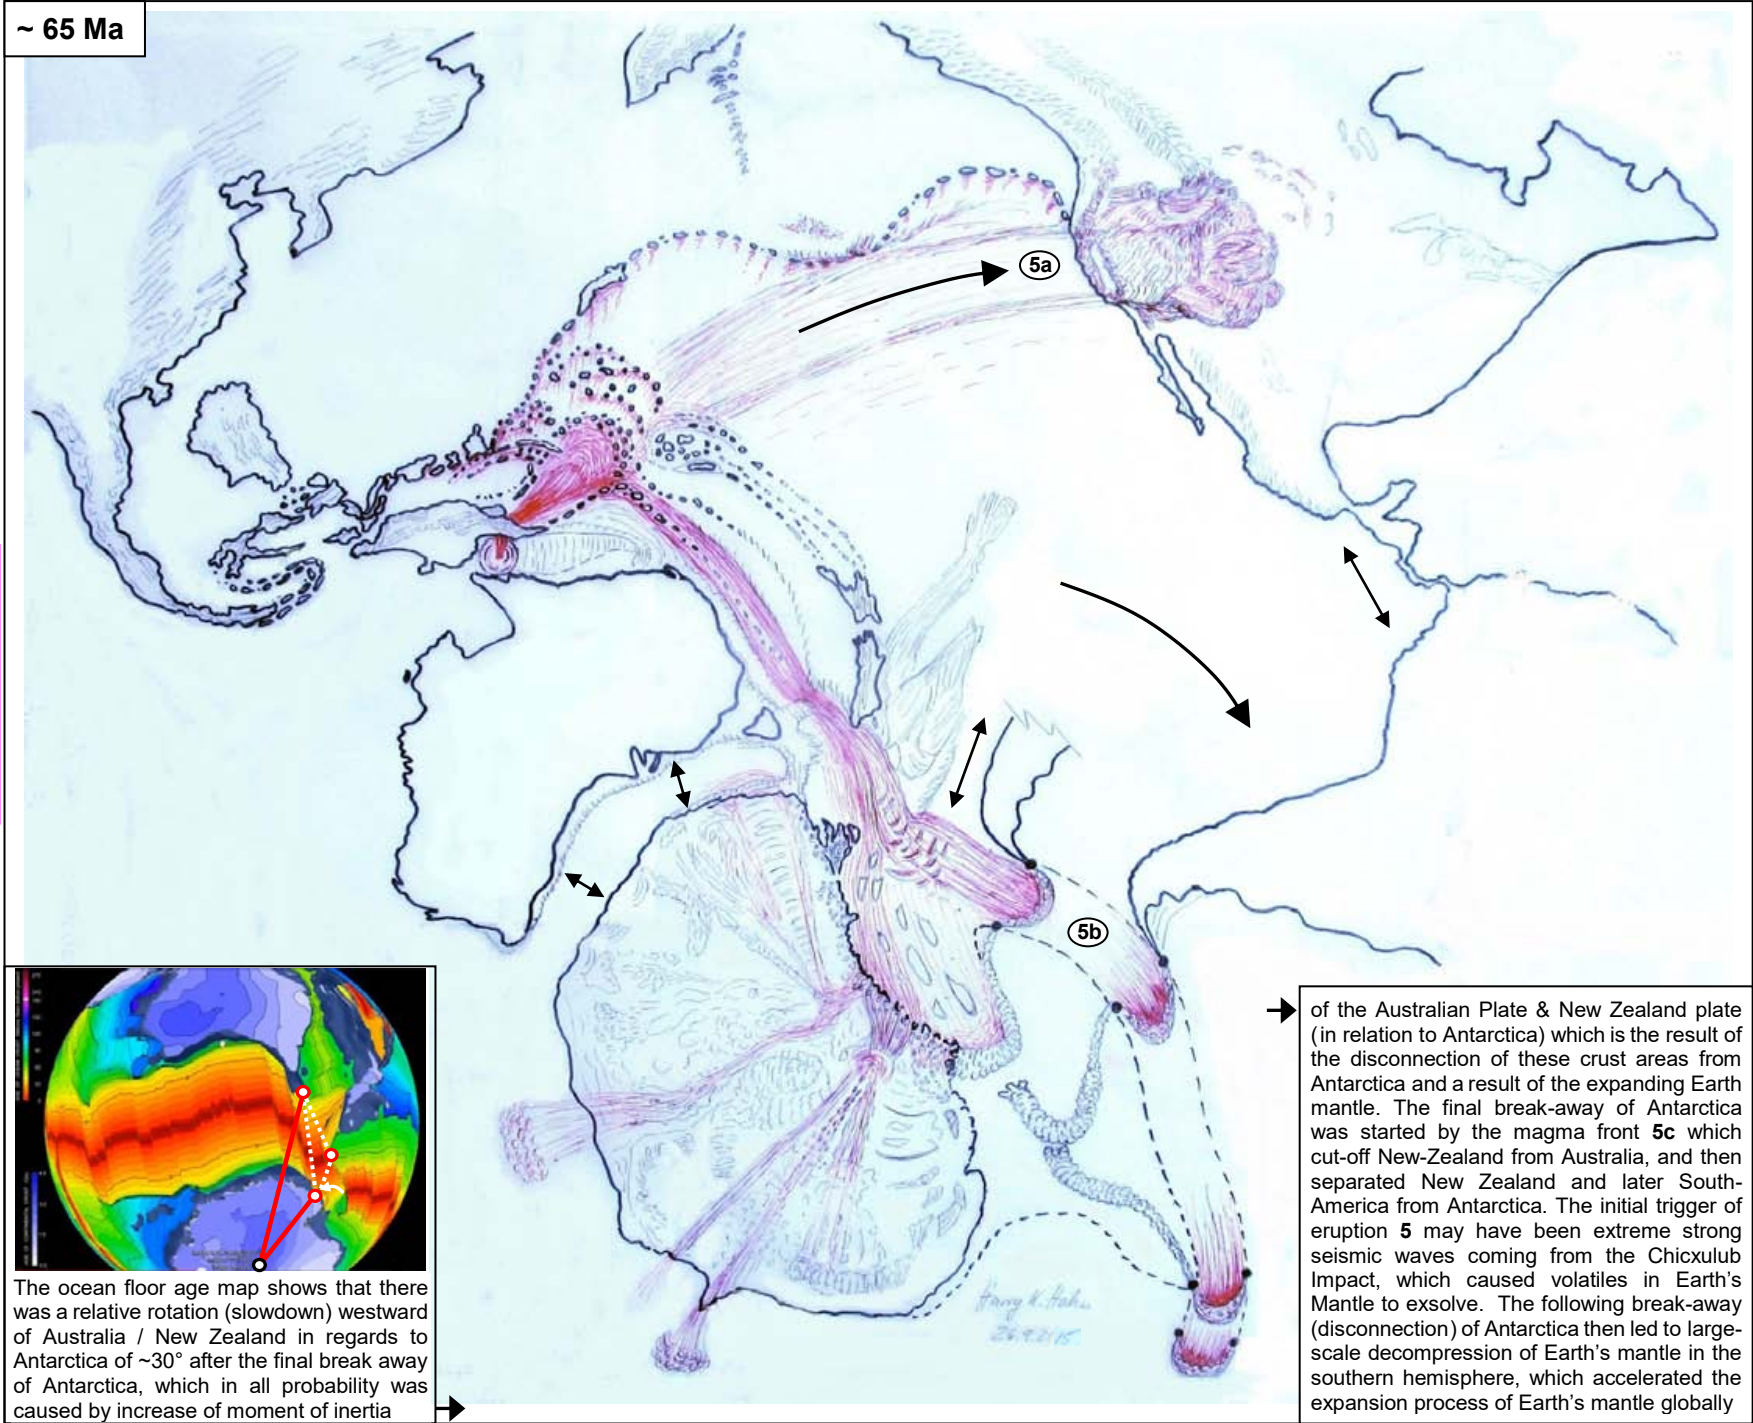 ~ 65 Ma
5a
5b
Harry K. Hahn
The ocean floor age map shows that there
was a relative rotation (slowdown) westward
of Australia / New Zealand in regards to
Antarctica of ~30° after the final break away
of Antarctica, which in all probability was
caused by increase of moment of inertia
of the Australian Plate & New Zealand plate
(in relation to Antarctica) which is the result of
the disconnection of these crust areas from
Antarctica and a result of the expanding Earth
mantle. The final break-away of Antarctica
was started by the magma front 5c which
cut-off New-Zealand from Australia, and then
separated New Zealand and later South-
America from Antarctica. The initial trigger of
eruption 5 may have been extreme strong
seismic waves coming from the Chicxulub
Impact, which caused volatiles in Earth's
Mantle to exsolve. The following break-away
(disconnection) of Antarctica then led to large-
scale decompression of Earth's mantle in the
southern hemisphere, which accelerated the
expansion process of Earth's mantle globally